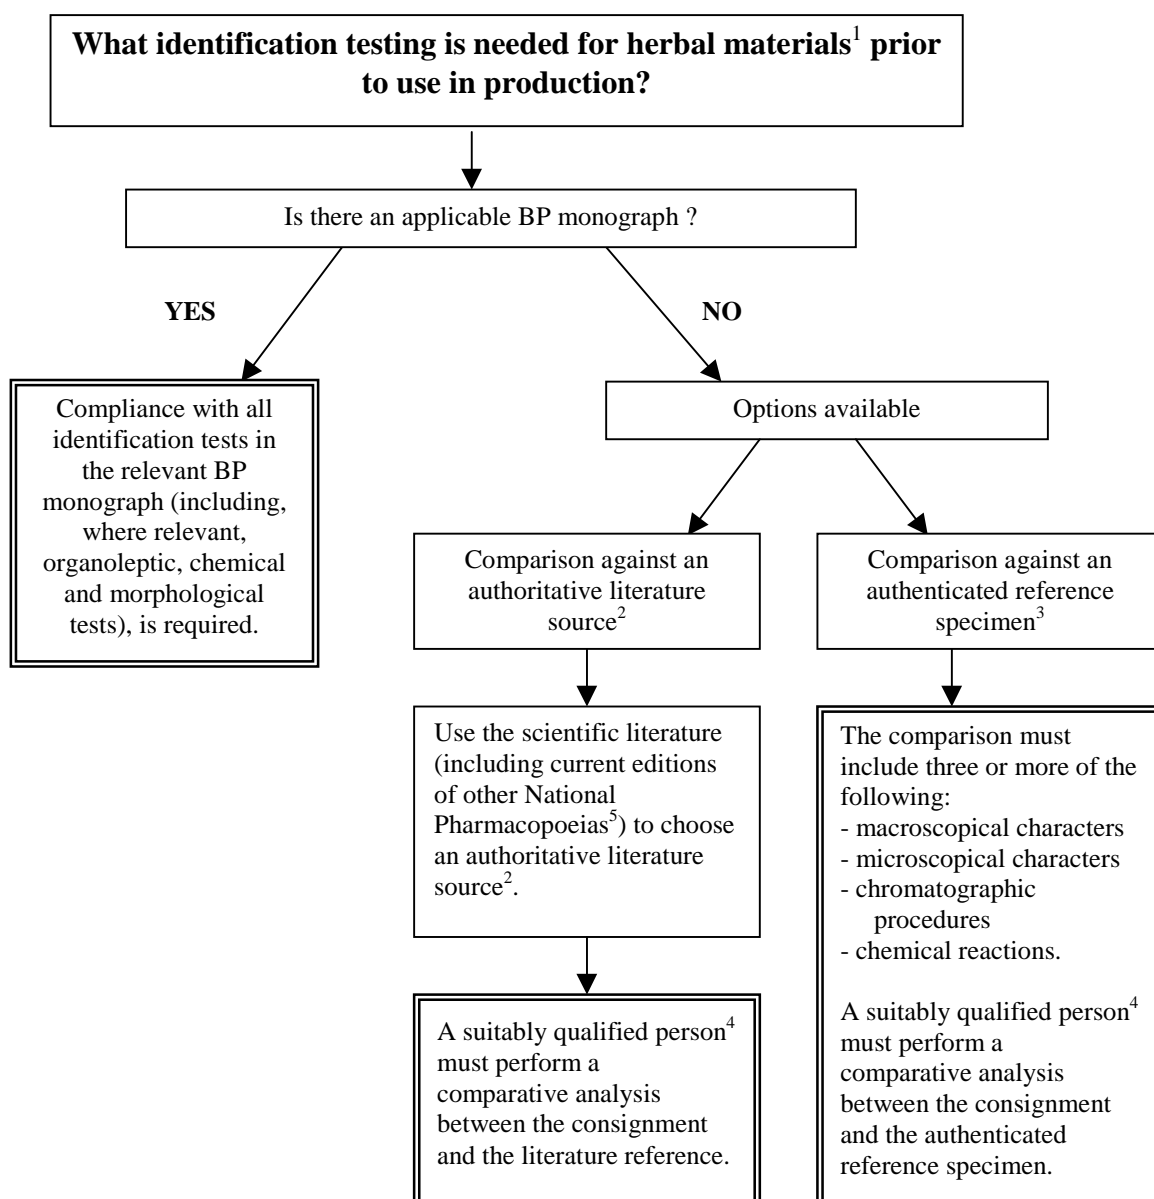 What identification testing is needed for herbal materials¹ prior
to use in production?
Is there an applicable BP monograph ?
YES
NO
Compliance with all
identification tests in
the relevant BP
monograph (including,
where relevant,
organoleptic, chemical
and morphological
tests), is required.
Options available
Comparison against an
authoritative literature
source²
Comparison against an
authenticated reference
specimen³
Use the scientific literature
(including current editions
of other National
Pharmacopoeias⁵) to choose
an authoritative literature
source².
A suitably qualified person⁴
must perform a
comparative analysis
between the consignment
and the literature reference.
The comparison must
include three or more of the
following:
- macroscopical characters
- microscopical characters
- chromatographic
procedures
- chemical reactions.
A suitably qualified person⁴
must perform a
comparative analysis
between the consignment
and the authenticated
reference specimen.